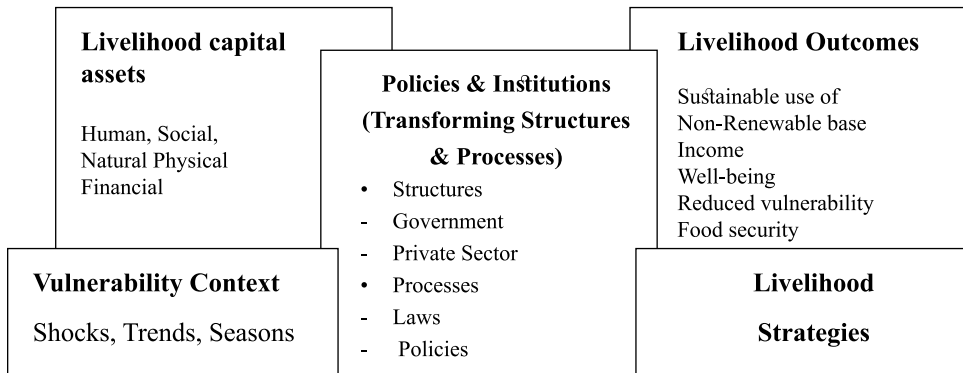 Livelihood capital
assets
Human, Social,
Natural Physical
Financial
Vulnerability Context
Shocks, Trends, Seasons
Policies & Institutions
(Transforming Structures
& Processes)
• Structures
- Government
- Private Sector
• Processes
- Laws
- Policies
Livelihood Outcomes
Sustainable use of
Non-Renewable base
Income
Well-being
Reduced vulnerability
Food security
Livelihood
Strategies